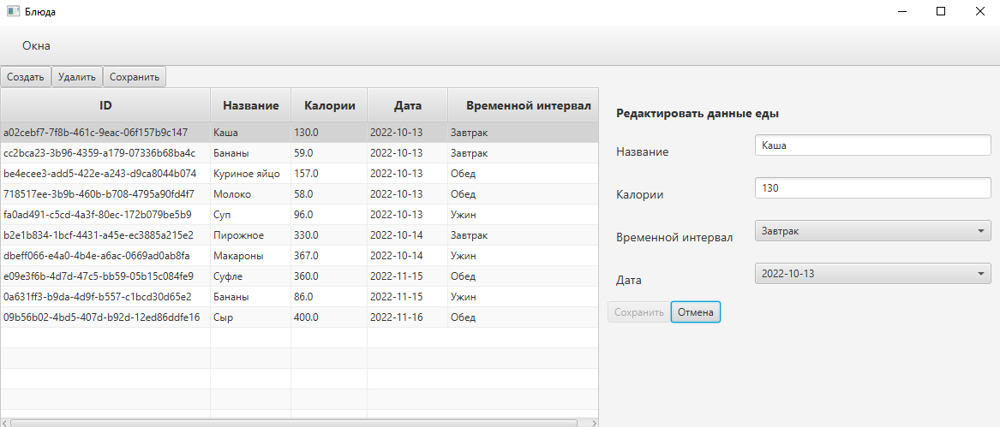 Блюда
Окна
Создать Удалить Сохранить
ID Название Калории Дата Временной интервал
a02cebf7-7f8b-461c-9eac-06f157b9c147 Каша 130.0 2022-10-13 Завтрак
cc2bca23-3b96-4359-a179-07336b68ba4c Бананы 59.0 2022-10-13 Завтрак
be4ecee3-add5-422e-a243-d9ca8044b074 Куриное яйцо 157.0 2022-10-13 Обед
718517ee-3b9b-460b-b708-4795a90fd4f7 Молоко 58.0 2022-10-13 Обед
fa0ad491-c5cd-4a3f-80ec-172b079be5b9 Суп 96.0 2022-10-13 Ужин
b2e1b834-1bcf-4431-a45e-ec3885a215e2 Пирожное 330.0 2022-10-14 Завтрак
dbeff066-e4a0-4b4e-a6ac-0669ad0ab8fa Макароны 367.0 2022-10-14 Ужин
e09e3f6b-4d7d-47c5-bb59-05b15c084fe9 Суфле 360.0 2022-11-15 Обед
0a631ff3-b9da-4d9f-b557-c1bcd30d65e2 Бананы 86.0 2022-11-15 Ужин
09b56b02-4bd5-407d-b92d-12ed86ddfe16 Сыр 400.0 2022-11-16 Обед
Редактировать данные еды
Название Каша
Калории 130
Временной интервал Завтрак
Дата 2022-10-13
Сохранить Отмена